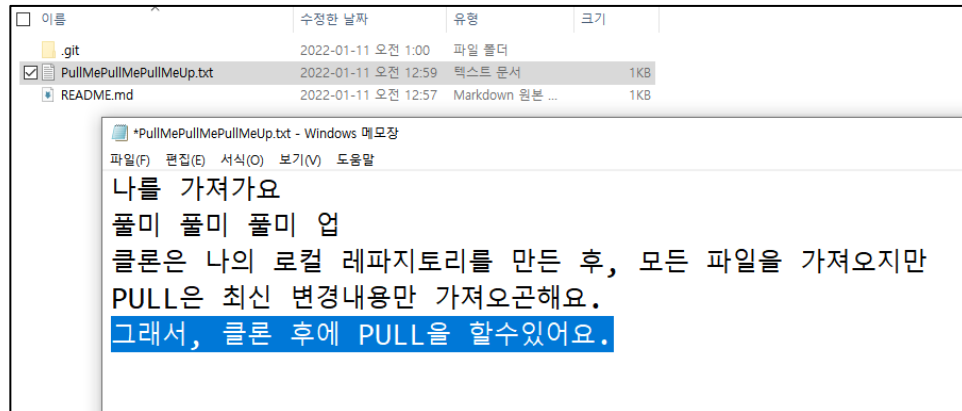 이름 수정한 날짜 유형 크기
.git 2022-01-11 오전 1:00 파일 폴더
PullMePullMePullMeUp.txt 2022-01-11 오전 12:59 텍스트 문서 1KB
README.md 2022-01-11 오전 12:57 Markdown 원본 ... 1KB
*PullMePullMePullMeUp.txt - Windows 메모장
파일(F) 편집(E) 서식(O) 보기(V) 도움말
나를 가져가요
풀미 풀미 풀미 업
클론은 나의 로컬 레파지토리를 만든 후, 모든 파일을 가져오지만
PULL은 최신 변경내용만 가져오곤해요.
그래서, 클론 후에 PULL을 할수있어요.